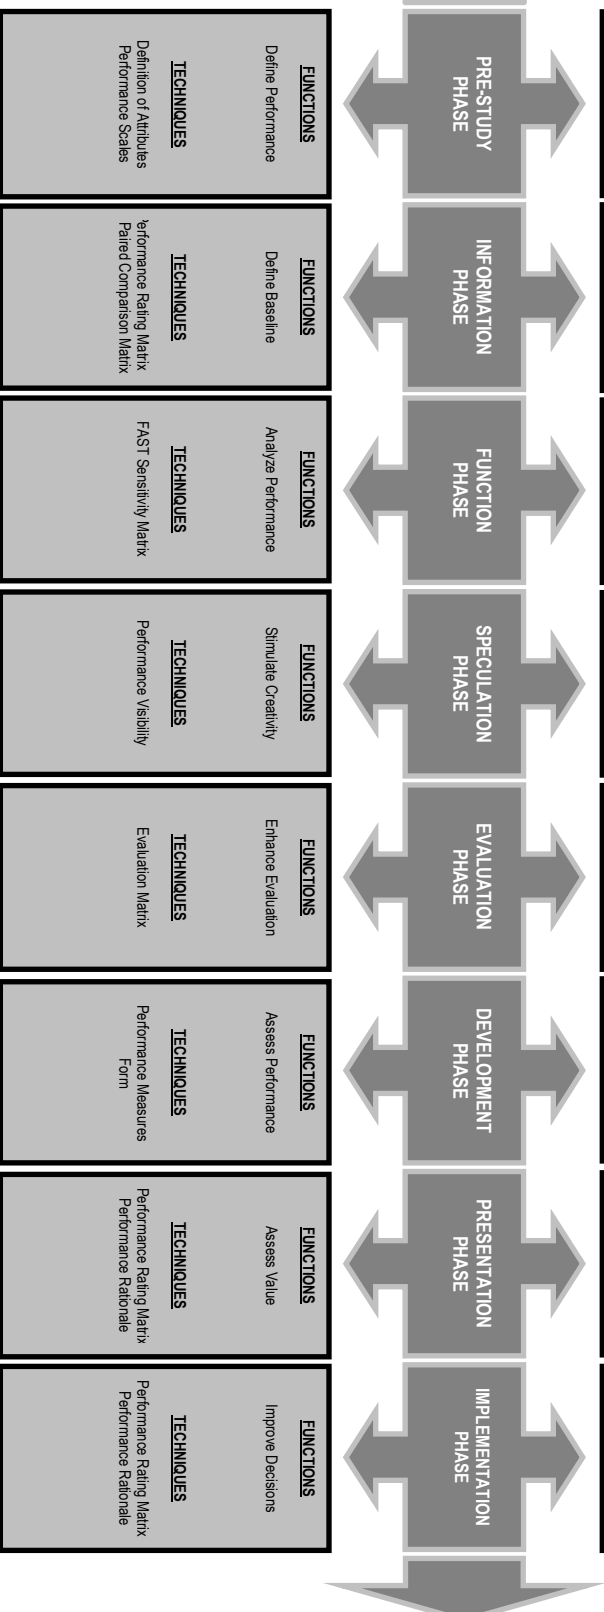 PRE-STUDY
PHASE
FUNCTIONS
Define Performance
TECHNIQUES
Definition of Attributes
Performance Scales
INFORMATION
PHASE
FUNCTIONS
Define Baseline
TECHNIQUES
erformance Rating Matrix
Paired Comparison Matrix
FUNCTION
PHASE
FUNCTIONS
Analyze Performance
TECHNIQUES
FAST Sensitivity Matrix
SPECULATION
PHASE
FUNCTIONS
Stimulate Creativity
TECHNIQUES
Performance Visibility
EVALUATION
PHASE
FUNCTIONS
Enhance Evaluation
TECHNIQUES
Evaluation Matrix
DEVELOPMENT
PHASE
FUNCTIONS
Assess Performance
TECHNIQUES
Performance Measures
Form
PRESENTATION
PHASE
FUNCTIONS
Assess Value
TECHNIQUES
Performance Rating Matrix
Performance Rationale
IMPLEMENTATION
PHASE
FUNCTIONS
Improve Decisions
TECHNIQUES
Performance Rating Matrix
Performance Rationale